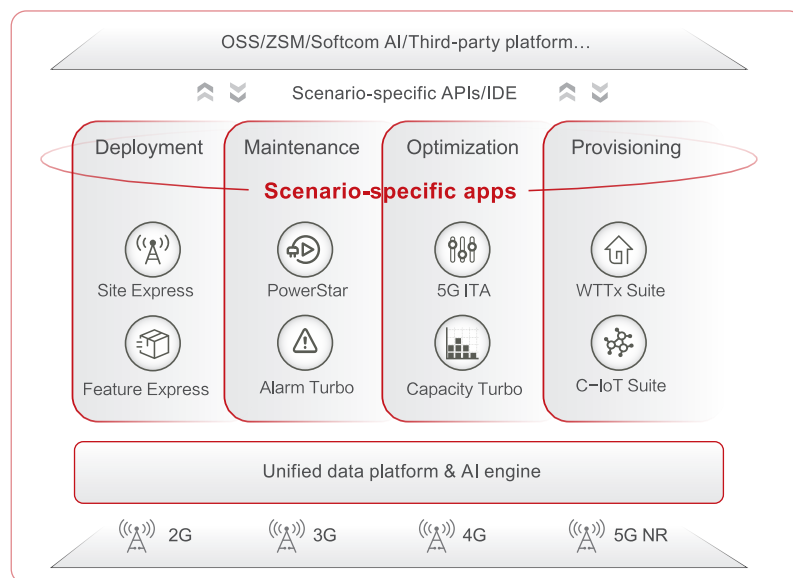 OSS/ZSM/Softcom AI/Third-party platform…
Scenario-specific APIs/IDE
Deployment
Maintenance
Optimization
Provisioning
Scenario-specific apps
Site Express
PowerStar
5G ITA
WTTx Suite
Feature Express
Alarm Turbo
Capacity Turbo
C–IoT Suite
Unified data platform & AI engine
2G
3G
4G
5G NR